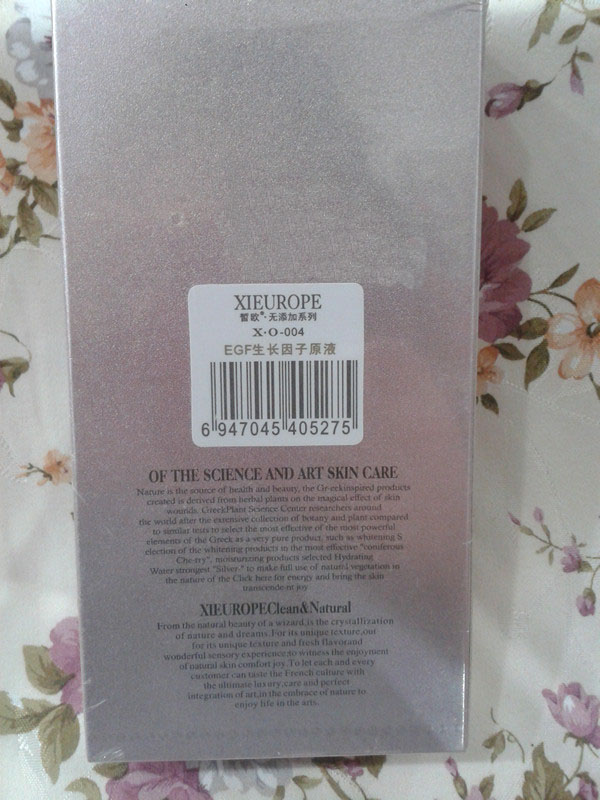 XIEUROPE
皙欧®·无添加系列
X·O-004
EGF生长因子原液
6 947045 405275
OF THE SCIENCE AND ART SKIN CARE
Nature is the source of health and beauty, the Gr-eekinspired products
created is derived from herbal plants on the magical effect of skin
wounds. GreekPlant Science Center researchers around
the world after the extensive collection of botany and plant compared
to similar tests to select the most effective of the most powerful
elements of the Greek as a very pure product, such as whitening S
election of the whitening products in the most effective "coniferous
Che-rry", moisturizing products selected Hydrating
Water strongest "Silver." to make full use of natural vegetation in
the nature of the Click here for energy and bring the skin
transcende-nt joy
XIEUROPEClean&Natural
From the natural beauty of a wizard,is the crystallization
of nature and dreams.For its unique texture,our
for its unique texture and fresh flavorand
wonderful sensory experience,to witness the enjoyment
of natural skin comfort joy.To let each and every
customer can taste the French culture with
the ultimate luxury,care and perfect
integration of art,in the embrace of nature to
enjoy life in the arts.